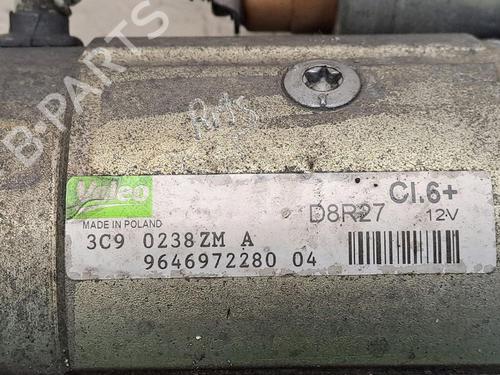 B-PARTS
Parts
Valeo
MADE IN POLAND
D8R27
CI.6+
12V
3C9 0238ZM A
9646972280 04